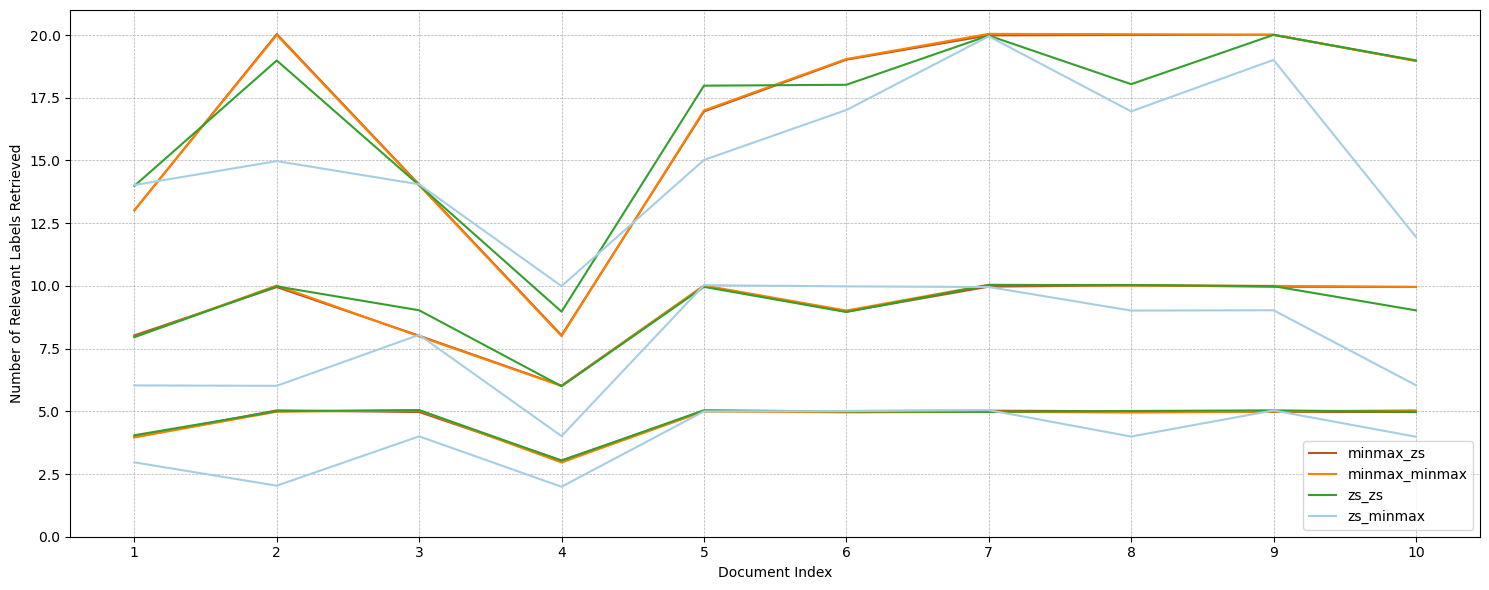 Number of Relevant Labels Retrieved
20.0
17.5
15.0
12.5
10.0
7.5
5.0
2.5
0.0
minmax_zs
minmax_minmax
zs_zs
zs_minmax
1 2 3 4 5 6 7 8 9 10
Document Index